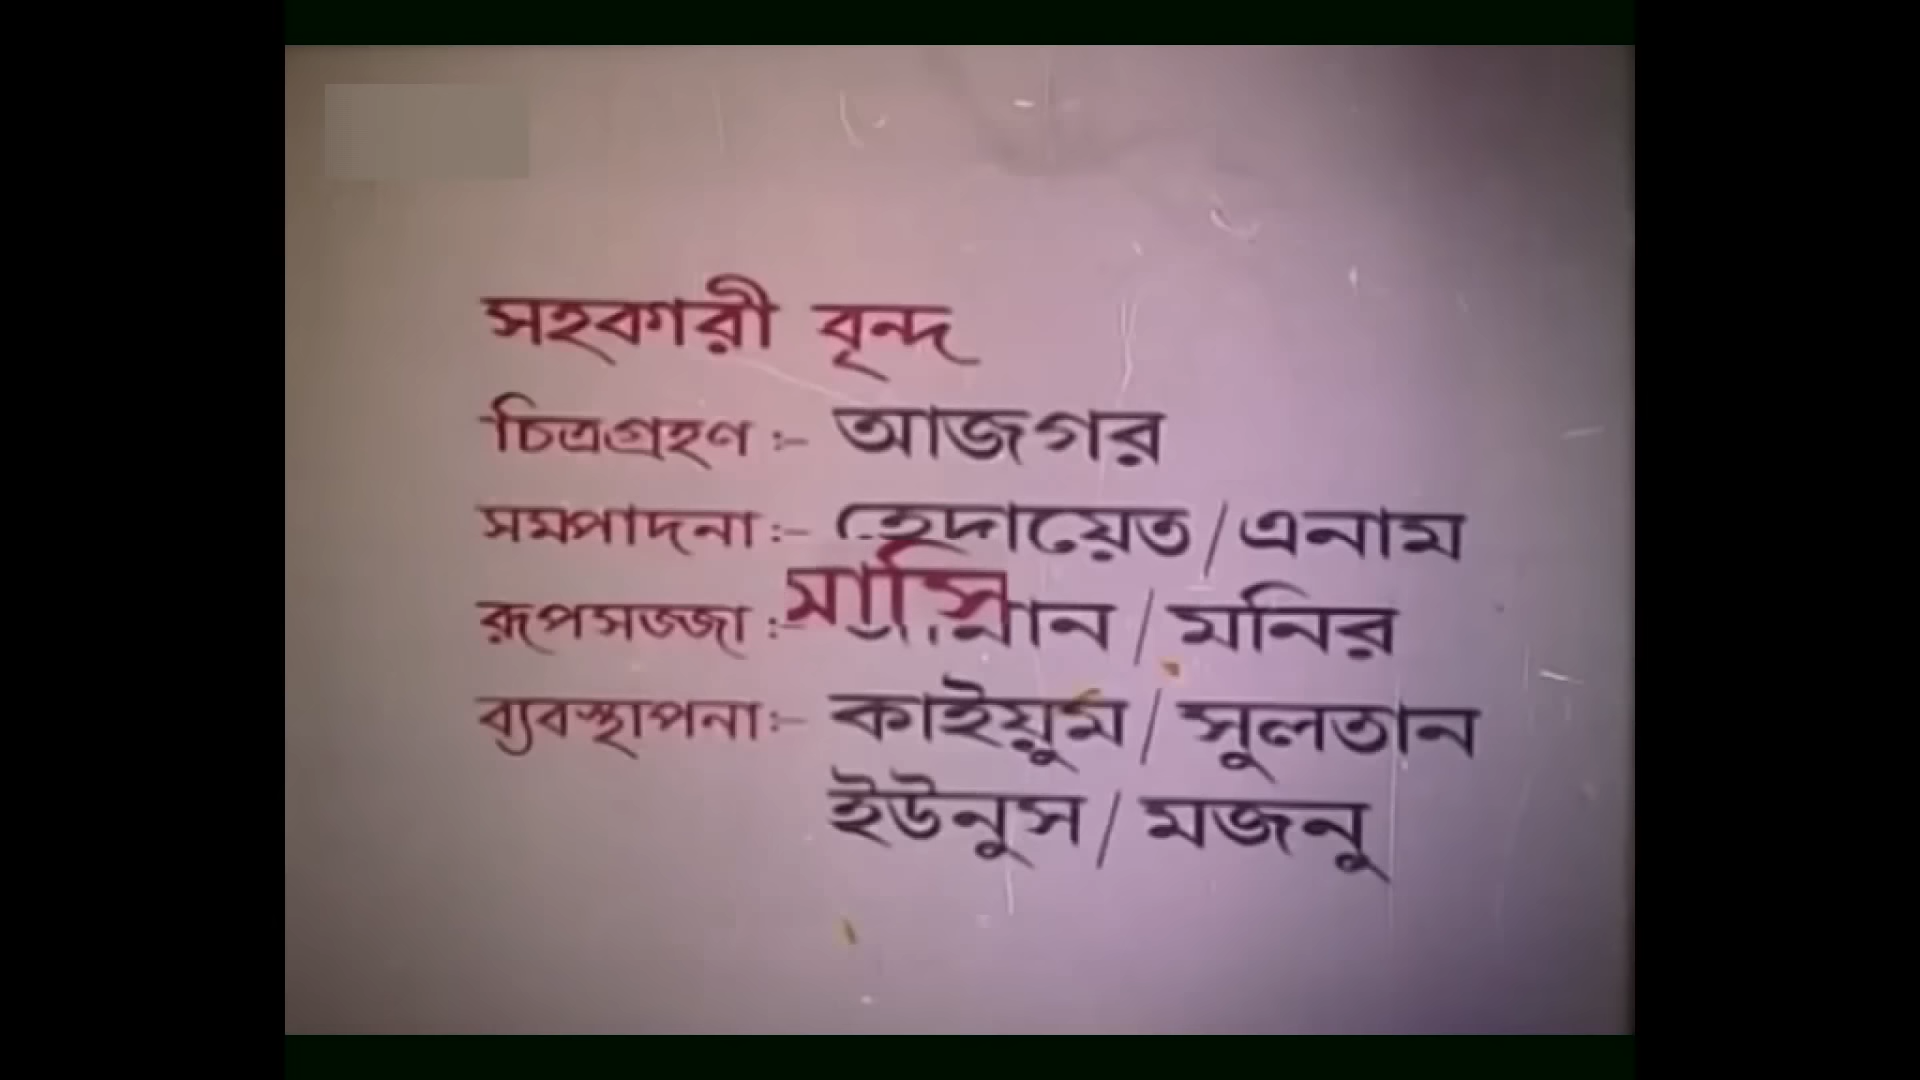 সহকারী বৃন্দ
চিত্রগ্রহণ :- আজগর
সম্পাদনা :- হেদায়েত / এনাম
মাসি
রূপসজ্জা :- / মনির
ব্যবস্থাপনা :- কাইয়ুম / সুলতান
ইউনুস / মজনু